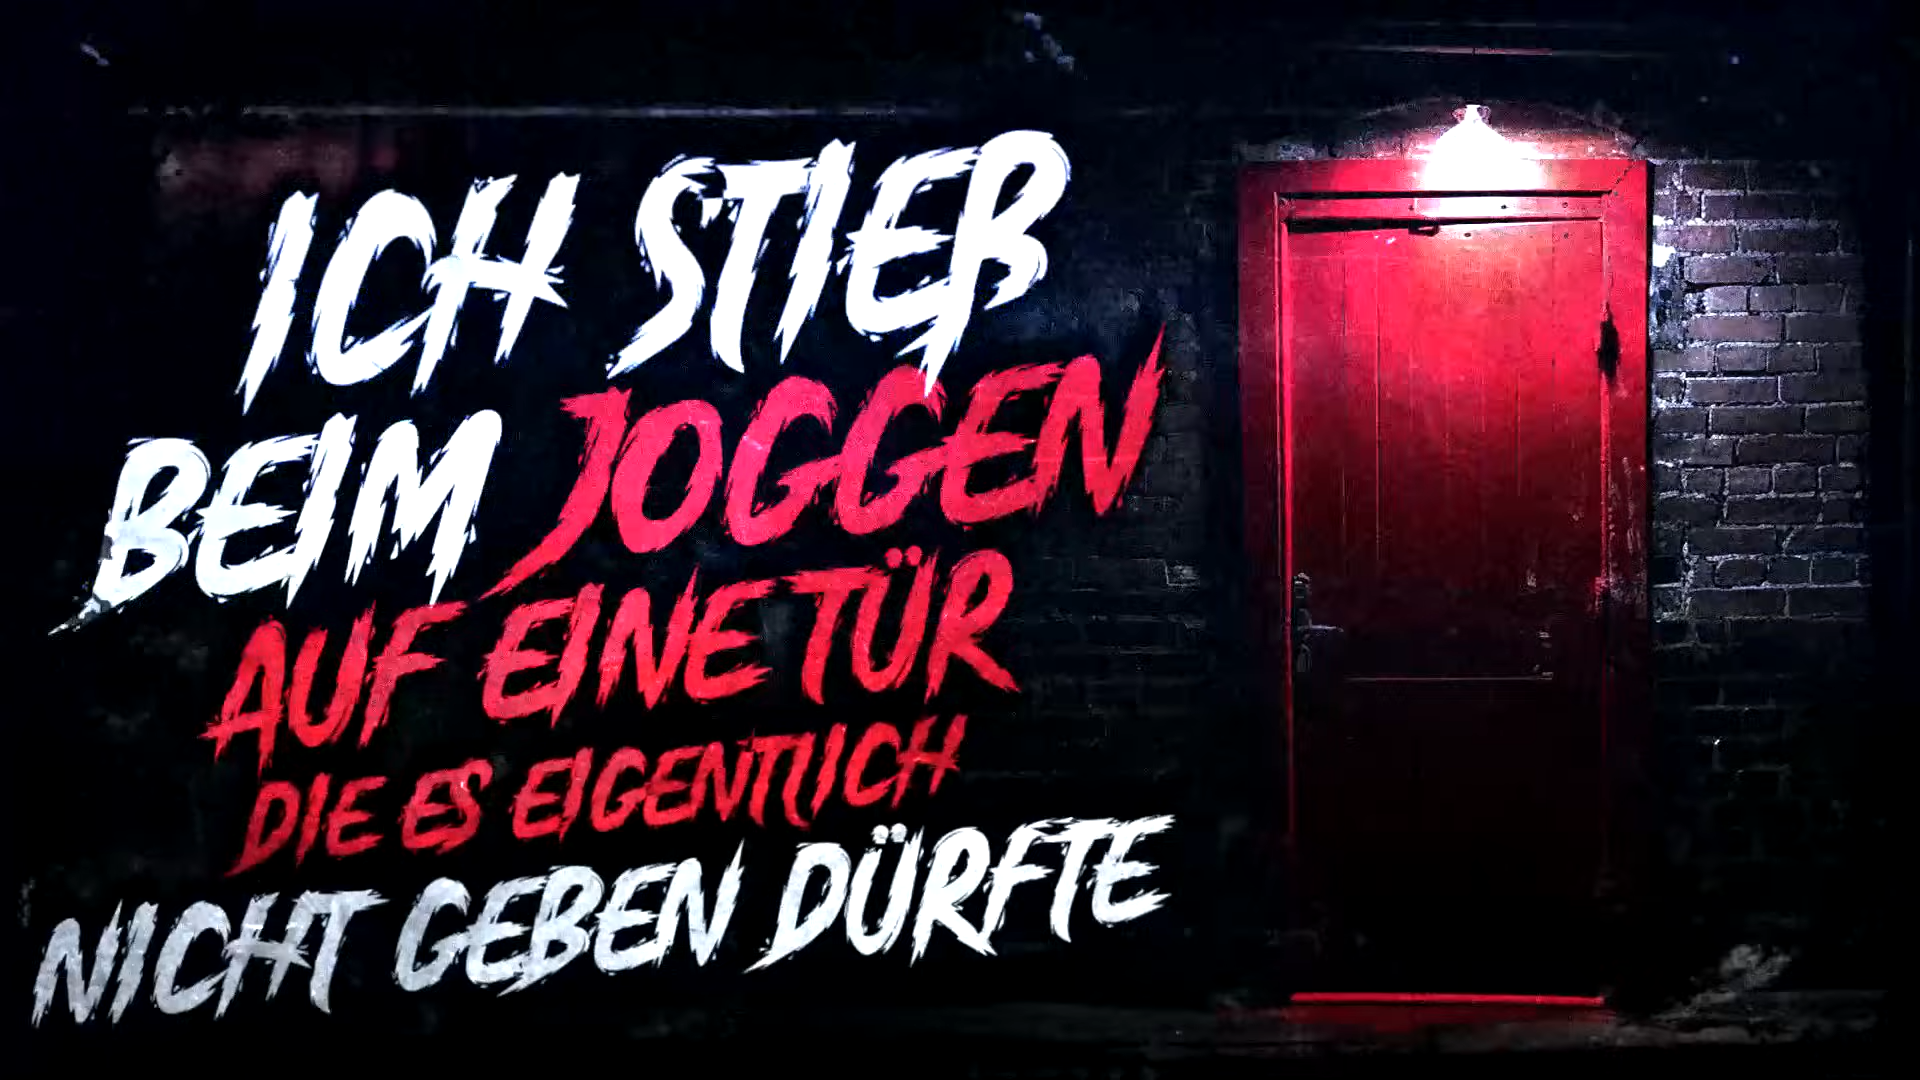 ICH STIEẞ
BEIM JOGGEN
AUF EINE TÜR
DIE ES EIGENTLICH
NICHT GEBEN DÜRFTE